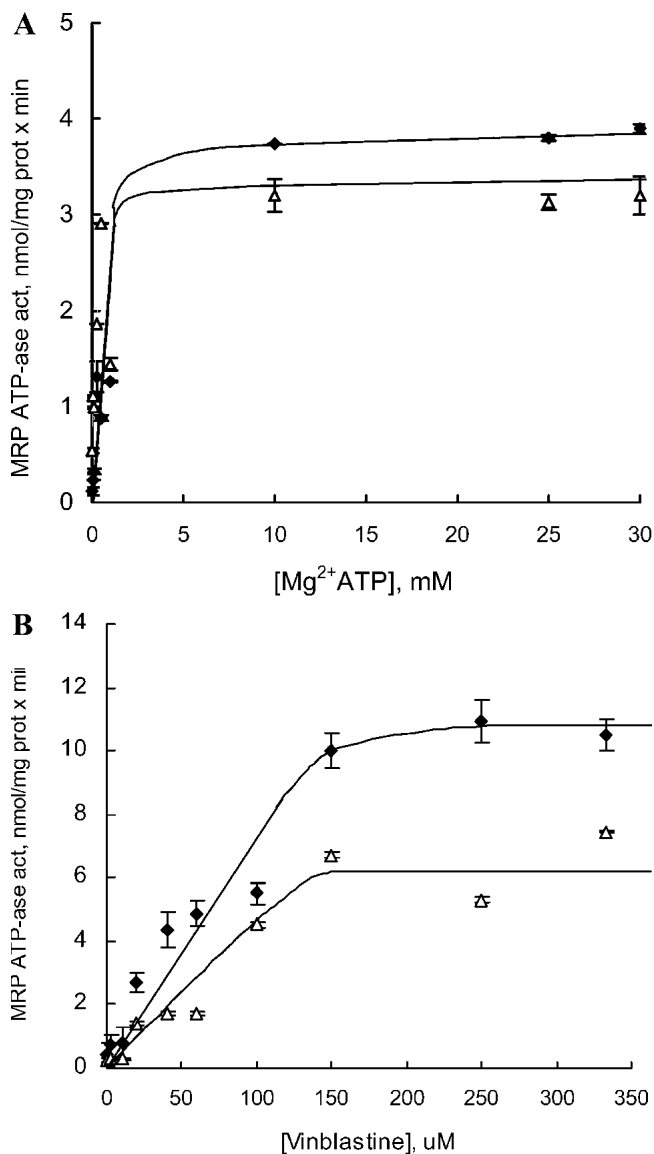 A
MRP ATP-ase act, nmol/mg prot x min
5
4
3
2
1
0
0 5 10 15 20 25 30
[Mg²⁺ATP], mM
B
MRP ATP-ase act, nmol/mg prot x mil
14
12
10
8
6
4
2
0
0 50 100 150 200 250 300 350
[Vinblastine], uM